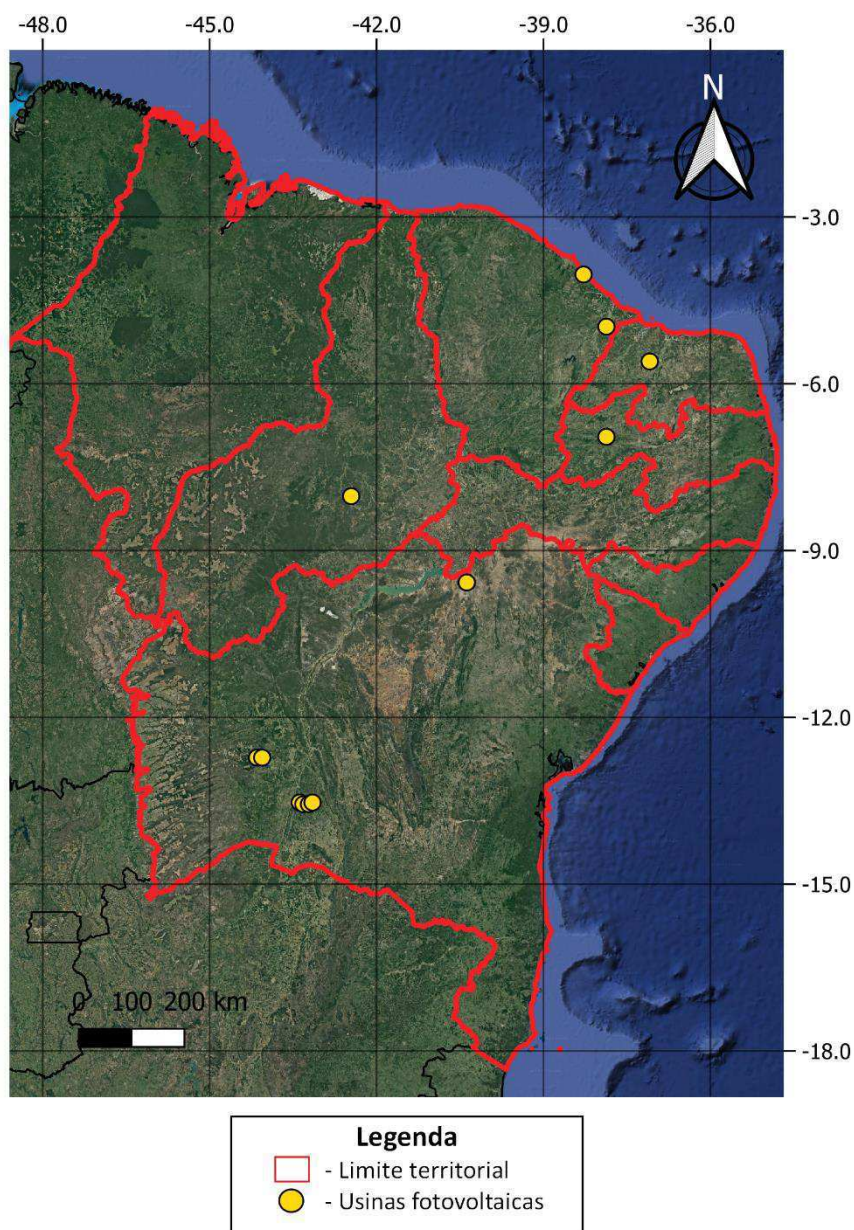 -48.0 -45.0 -42.0 -39.0 -36.0
N
-3.0
-6.0
-9.0
-12.0
-15.0
0 100 200 km
-18.0
Legenda
- Limite territorial
- Usinas fotovoltaicas